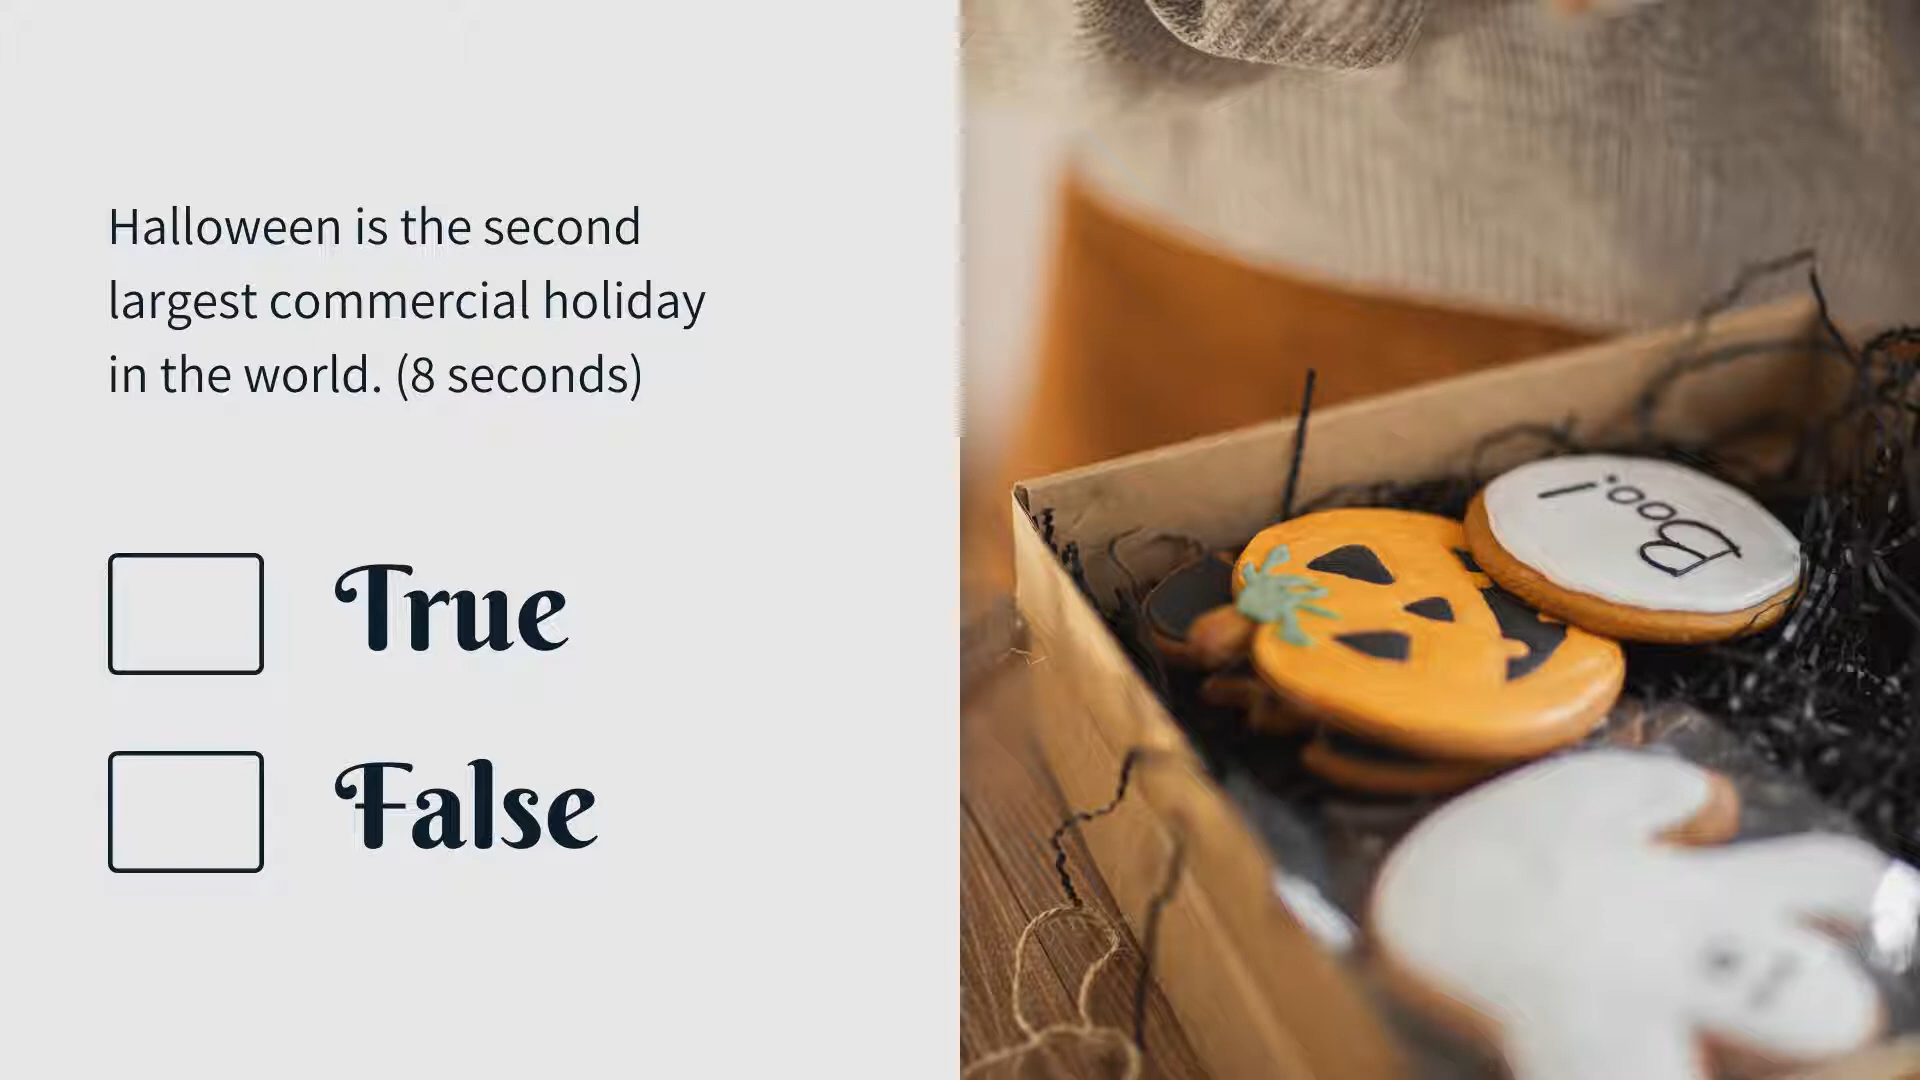 Halloween is the second
largest commercial holiday
in the world. (8 seconds)
True
False
Boo!